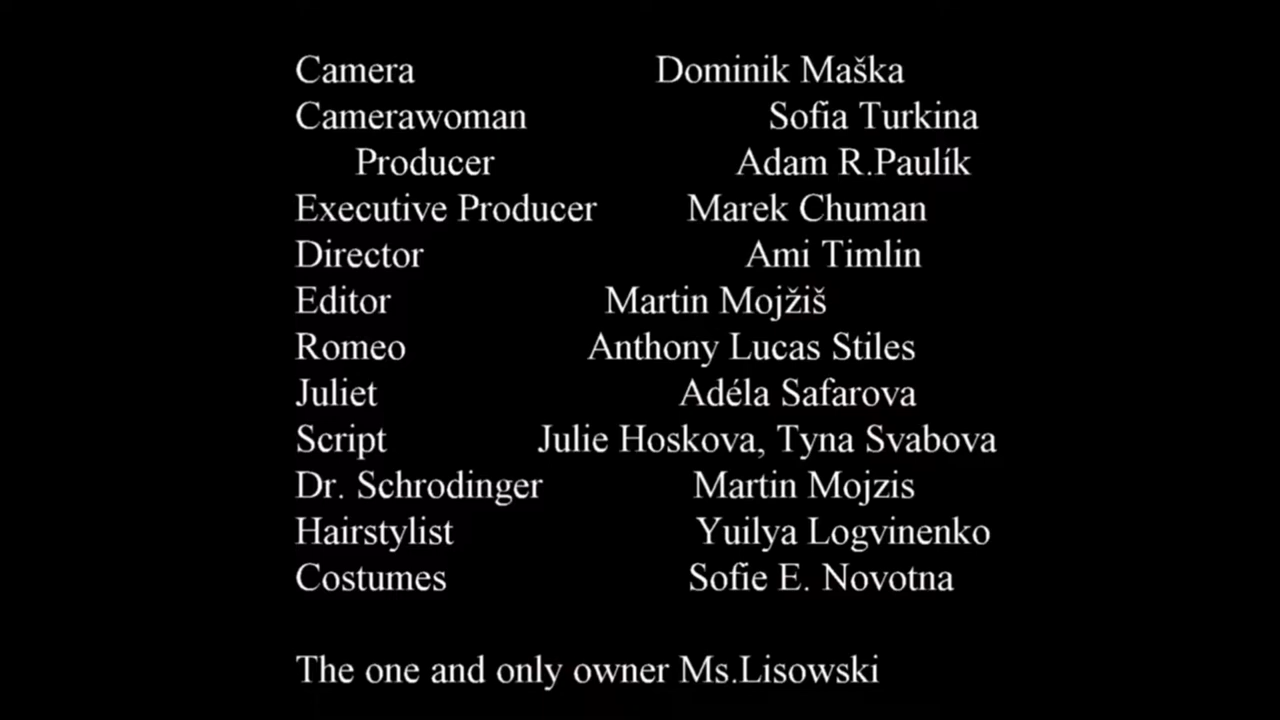 Camera Dominik Maška
Camerawoman Sofia Turkina
Producer Adam R.Paulík
Executive Producer Marek Chuman
Director Ami Timlin
Editor Martin Mojžiš
Romeo Anthony Lucas Stiles
Juliet Adéla Safarova
Script Julie Hoskova, Tyna Svabova
Dr. Schrodinger Martin Mojzis
Hairstylist Yuilya Logvinenko
Costumes Sofie E. Novotna
The one and only owner Ms.Lisowski